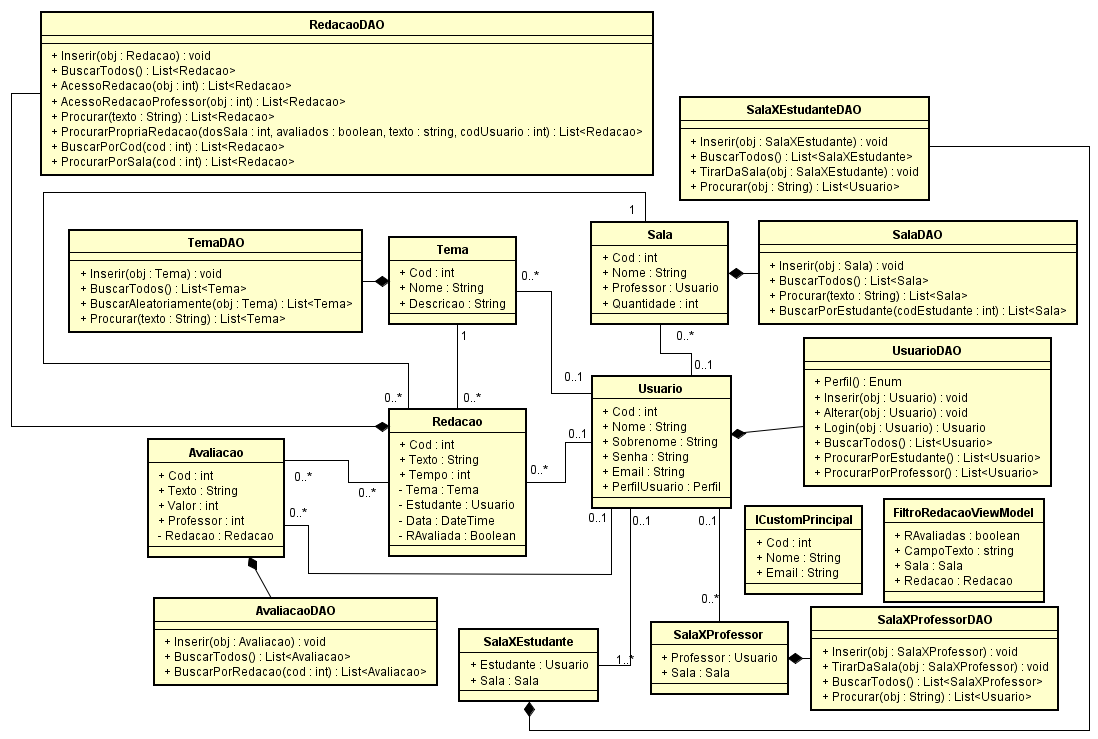 RedacaoDAO
+ Inserir(obj : Redacao) : void
+ BuscarTodos() : List<Redacao>
+ AcessoRedacao(obj : int) : List<Redacao>
+ AcessoRedacaoProfessor(obj : int) : List<Redacao>
+ Procurar(texto : String) : List<Redacao>
+ ProcurarPropriaRedacao(dosSala : int, avaliados : boolean, texto : string, codUsuario : int) : List<Redacao>
+ BuscarPorCod(cod : int) : List<Redacao>
+ ProcurarPorSala(cod : int) : List<Redacao>
SalaXEstudanteDAO
+ Inserir(obj : SalaXEstudante) : void
+ BuscarTodos() : List<SalaXEstudante>
+ TirarDaSala(obj : SalaXEstudante) : void
+ Procurar(obj : String) : List<Usuario>
1
TemaDAO
+ Inserir(obj : Tema) : void
+ BuscarTodos() : List<Tema>
+ BuscarAleatoriamente(obj : Tema) : List<Tema>
+ Procurar(texto : String) : List<Tema>
Tema
+ Cod : int
+ Nome : String
+ Descricao : String
0..*
Sala
+ Cod : int
+ Nome : String
+ Professor : Usuario
+ Quantidade : int
SalaDAO
+ Inserir(obj : Sala) : void
+ BuscarTodos() : List<Sala>
+ Procurar(texto : String) : List<Sala>
+ BuscarPorEstudante(codEstudante : int) : List<Sala>
1
0..*
0..1
0..1
0..*
0..*
Usuario
+ Cod : int
+ Nome : String
+ Sobrenome : String
+ Senha : String
+ Email : String
+ PerfilUsuario : Perfil
UsuarioDAO
+ Perfil() : Enum
+ Inserir(obj : Usuario) : void
+ Alterar(obj : Usuario) : void
+ Login(obj : Usuario) : Usuario
+ BuscarTodos() : List<Usuario>
+ ProcurarPorEstudante() : List<Usuario>
+ ProcurarPorProfessor() : List<Usuario>
Redacao
+ Cod : int
+ Texto : String
+ Tempo : int
- Tema : Tema
- Estudante : Usuario
- Data : DateTime
- RAvaliada : Boolean
0..1
0..*
Avaliacao
+ Cod : int
+ Texto : String
+ Valor : int
+ Professor : int
- Redacao : Redacao
0..*
0..*
0..*
0..1
0..1
0..1
ICustomPrincipal
+ Cod : int
+ Nome : String
+ Email : String
FiltroRedacaoViewModel
+ RAvaliadas : boolean
+ CampoTexto : string
+ Sala : Sala
+ Redacao : Redacao
AvaliacaoDAO
+ Inserir(obj : Avaliacao) : void
+ BuscarTodos() : List<Avaliacao>
+ BuscarPorRedacao(cod : int) : List<Avaliacao>
SalaXEstudante
+ Estudante : Usuario
+ Sala : Sala
1..*
0..*
SalaXProfessor
+ Professor : Usuario
+ Sala : Sala
SalaXProfessorDAO
+ Inserir(obj : SalaXProfessor) : void
+ TirarDaSala(obj : SalaXProfessor) : void
+ BuscarTodos() : List<SalaXProfessor>
+ Procurar(obj : String) : List<Usuario>